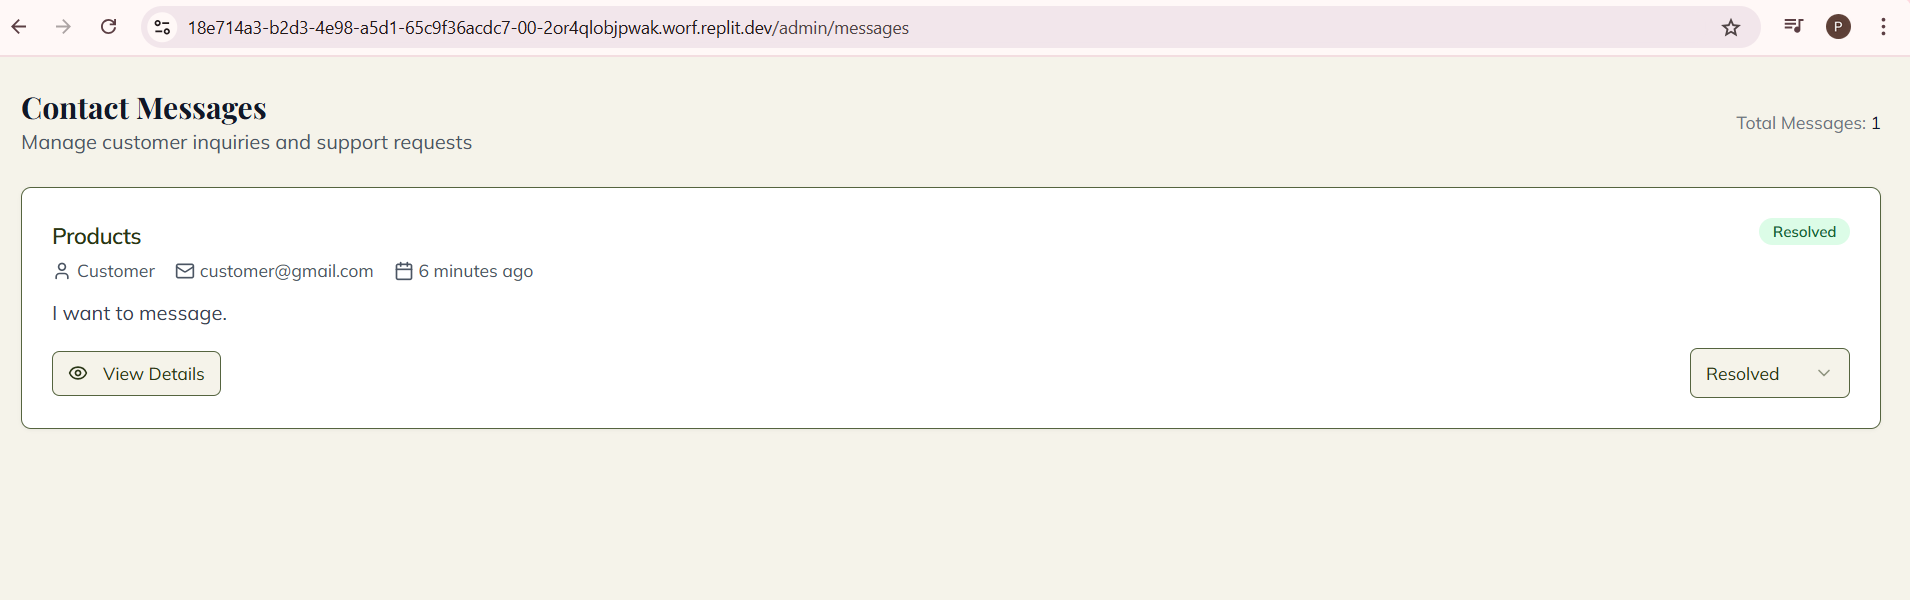 18e714a3-b2d3-4e98-a5d1-65c9f36acdc7-00-2or4qlobjpwak.worf.replit.dev/admin/messages
P
Contact Messages
Manage customer inquiries and support requests
Total Messages: 1
Products
Resolved
Customer customer@gmail.com 6 minutes ago
I want to message.
View Details
Resolved